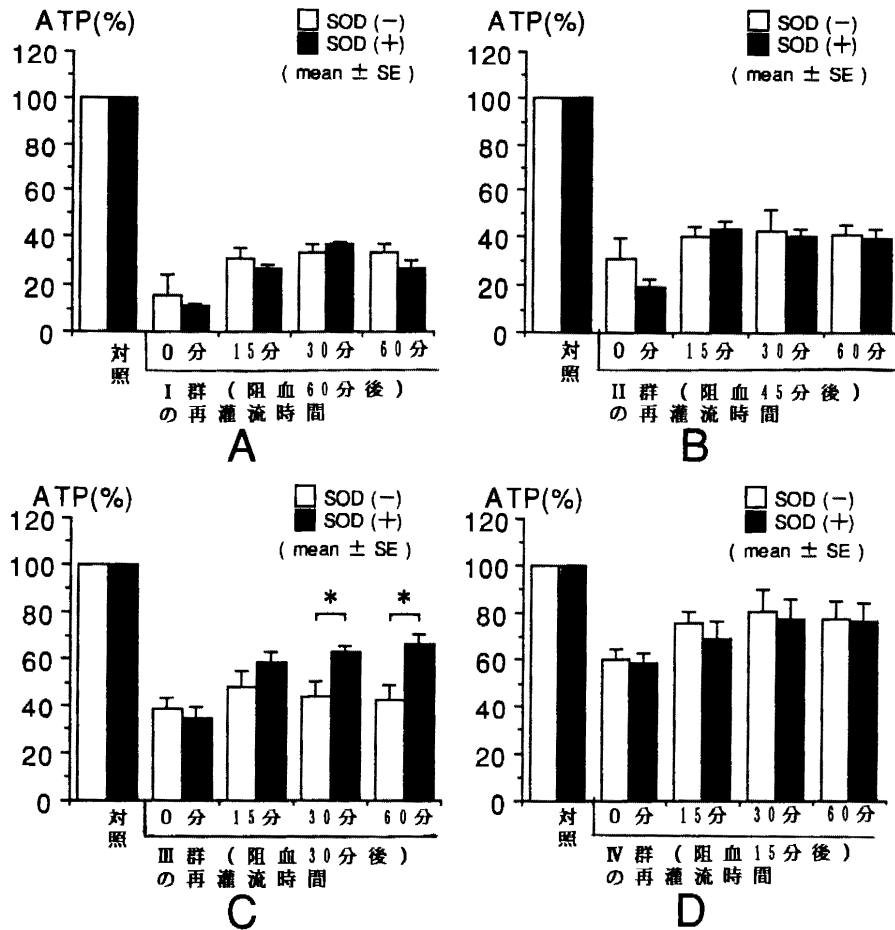 ATP(%)
SOD (−)
SOD (+)
( mean ± SE )
120
100
80
60
40
20
0
対照
0 分
15分
30分
60分
I 群 ( 阻血60分後 )
の再灌流時間
A
ATP(%)
SOD (−)
SOD (+)
( mean ± SE )
120
100
80
60
40
20
0
対照
0 分
15分
30分
60分
II 群 ( 阻血45分後 )
の再灌流時間
B
ATP(%)
SOD (−)
SOD (+)
( mean ± SE )
120
100
80
60
40
20
0
*
*
対照
0 分
15分
30分
60分
III 群 ( 阻血30分後 )
の再灌流時間
C
ATP(%)
SOD (−)
SOD (+)
( mean ± SE )
120
100
80
60
40
20
0
対照
0 分
15分
30分
60分
IV 群 ( 阻血15分後 )
の再灌流時間
D